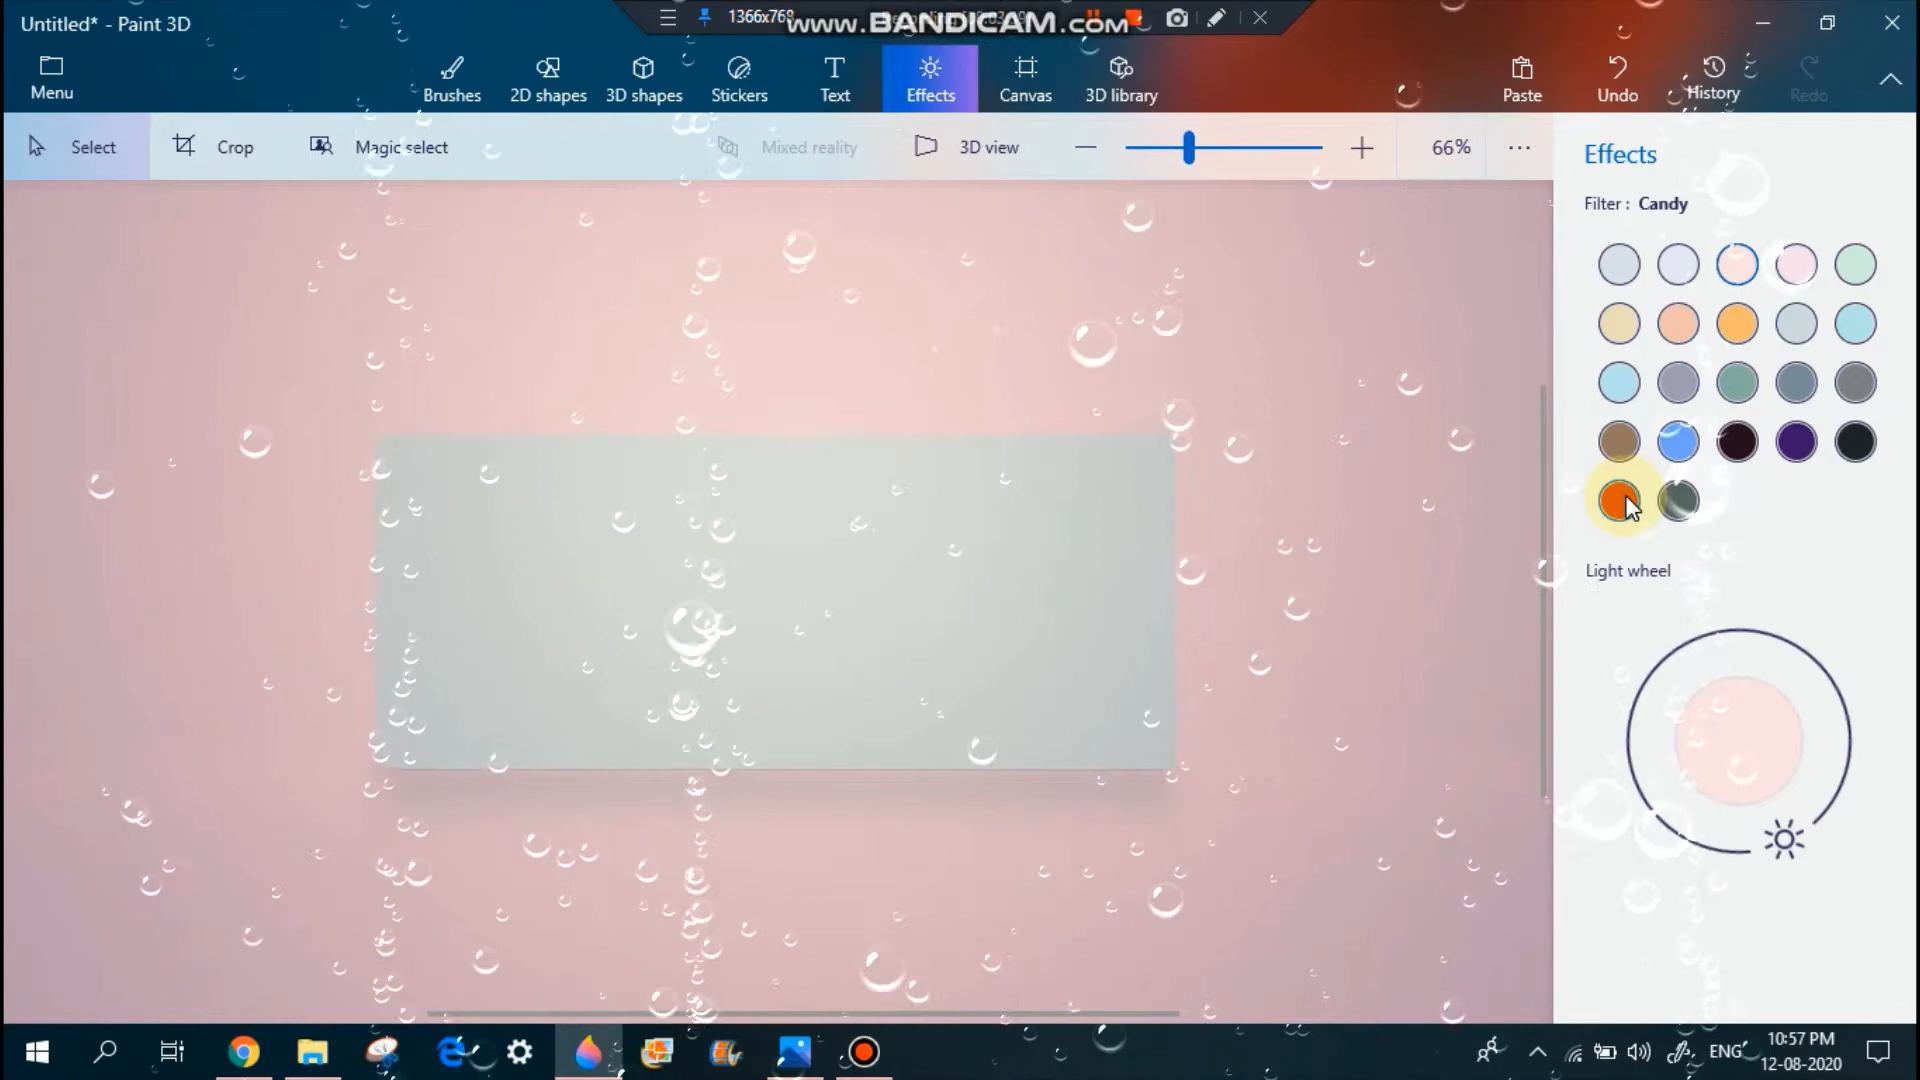 Untitled* - Paint 3D
1366x768
www.BANDICAM.com
Menu
Brushes
2D shapes
3D shapes
Stickers
Text
Effects
Canvas
3D library
Paste
Undo
History
Redo
Select
Crop
Magic select
Mixed reality
3D view
66%
Effects
Filter : Candy
Light wheel
ENG
10:57 PM
12-08-2020